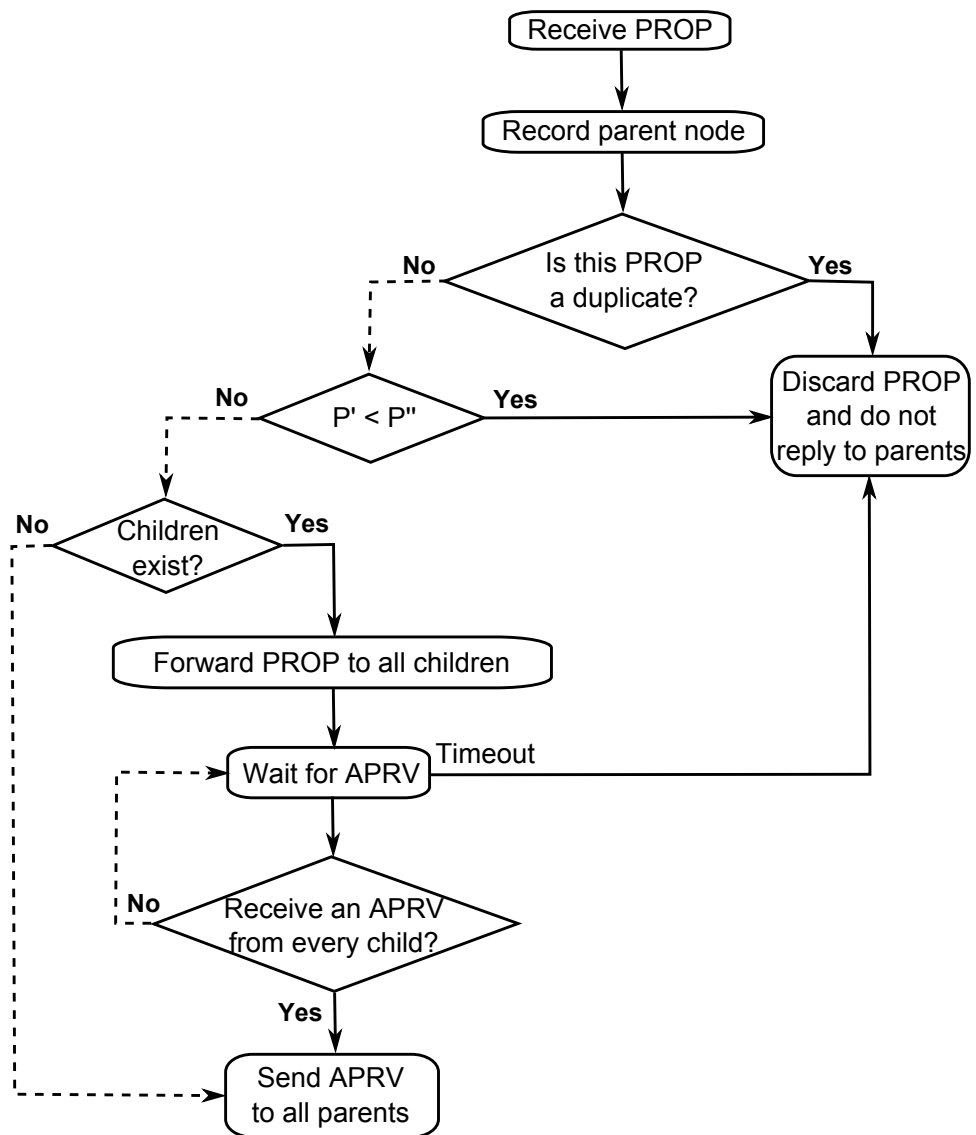 Receive PROP
Record parent node
Is this PROP
a duplicate?
No
Yes
Discard PROP
and do not
reply to parents
P' < P"
No
Yes
Children
exist?
No
Yes
Forward PROP to all children
Wait for APRV
Timeout
Receive an APRV
from every child?
No
Yes
Send APRV
to all parents